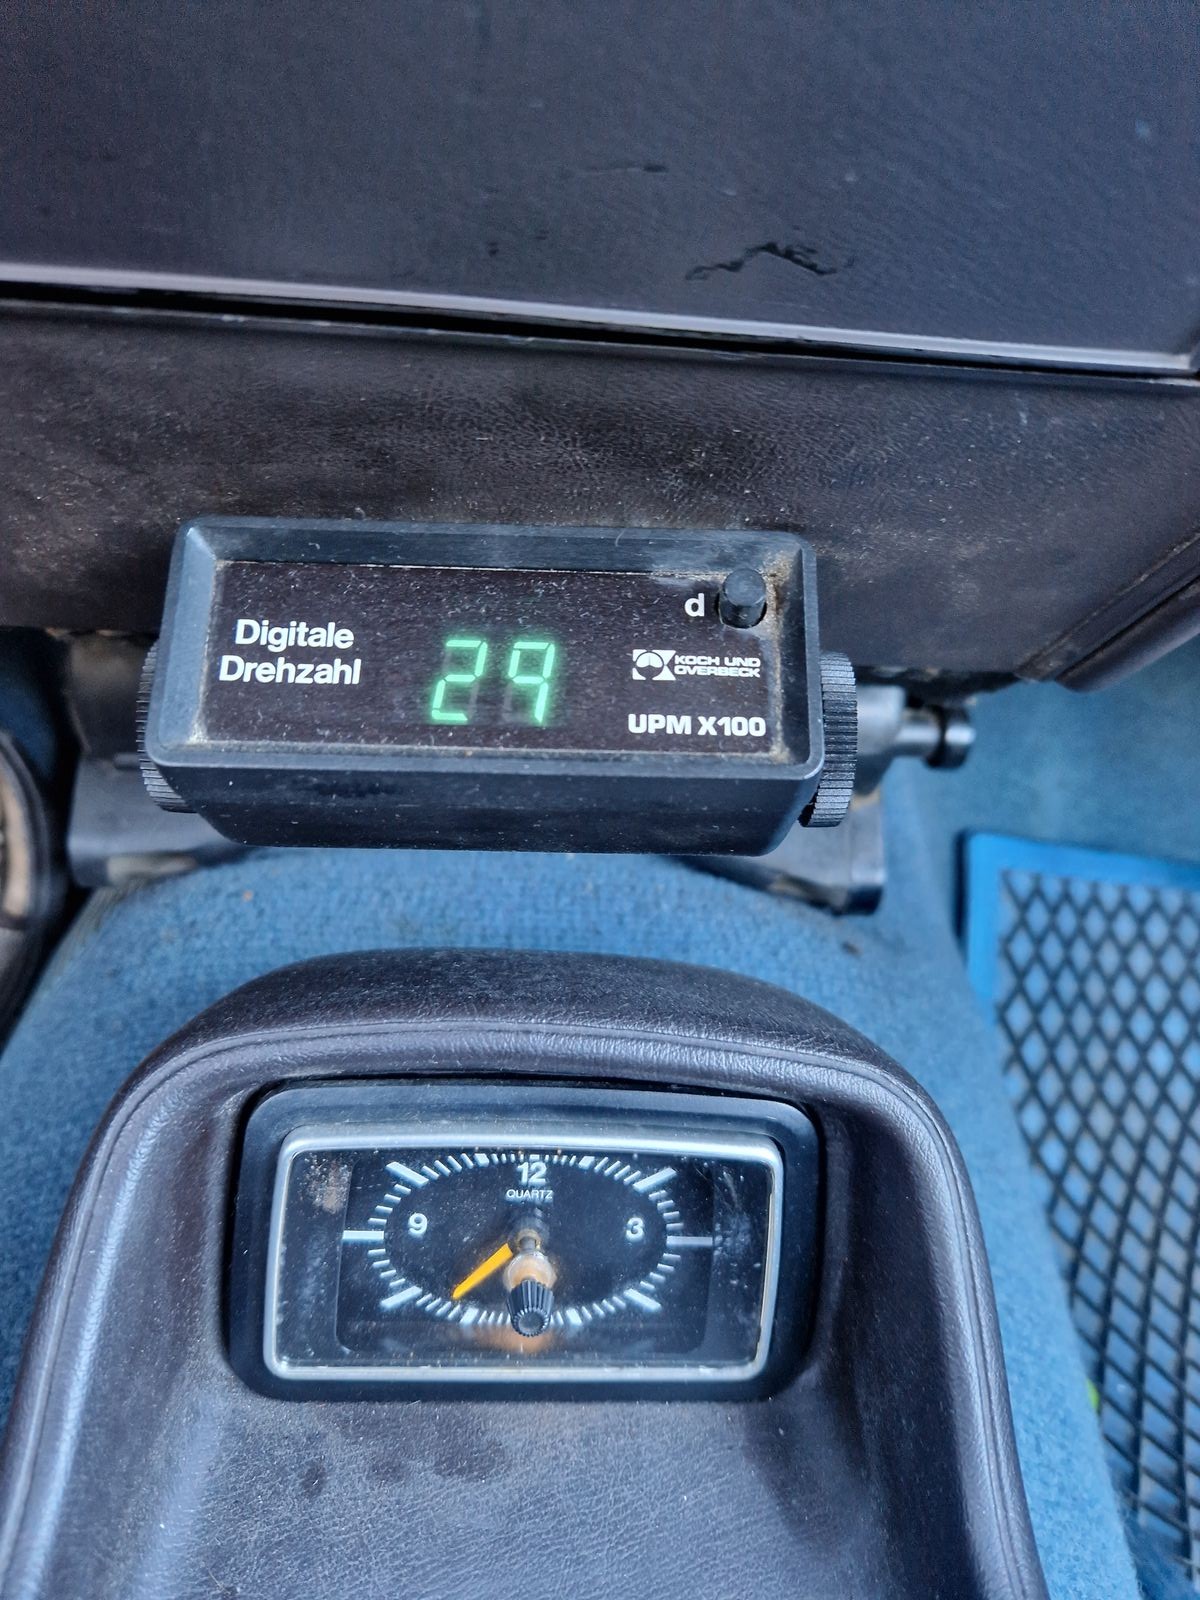 Digitale
Drehzahl
29
d
KOCH UND
OVERBECK
UPM X100
12
QUARTZ
9
3